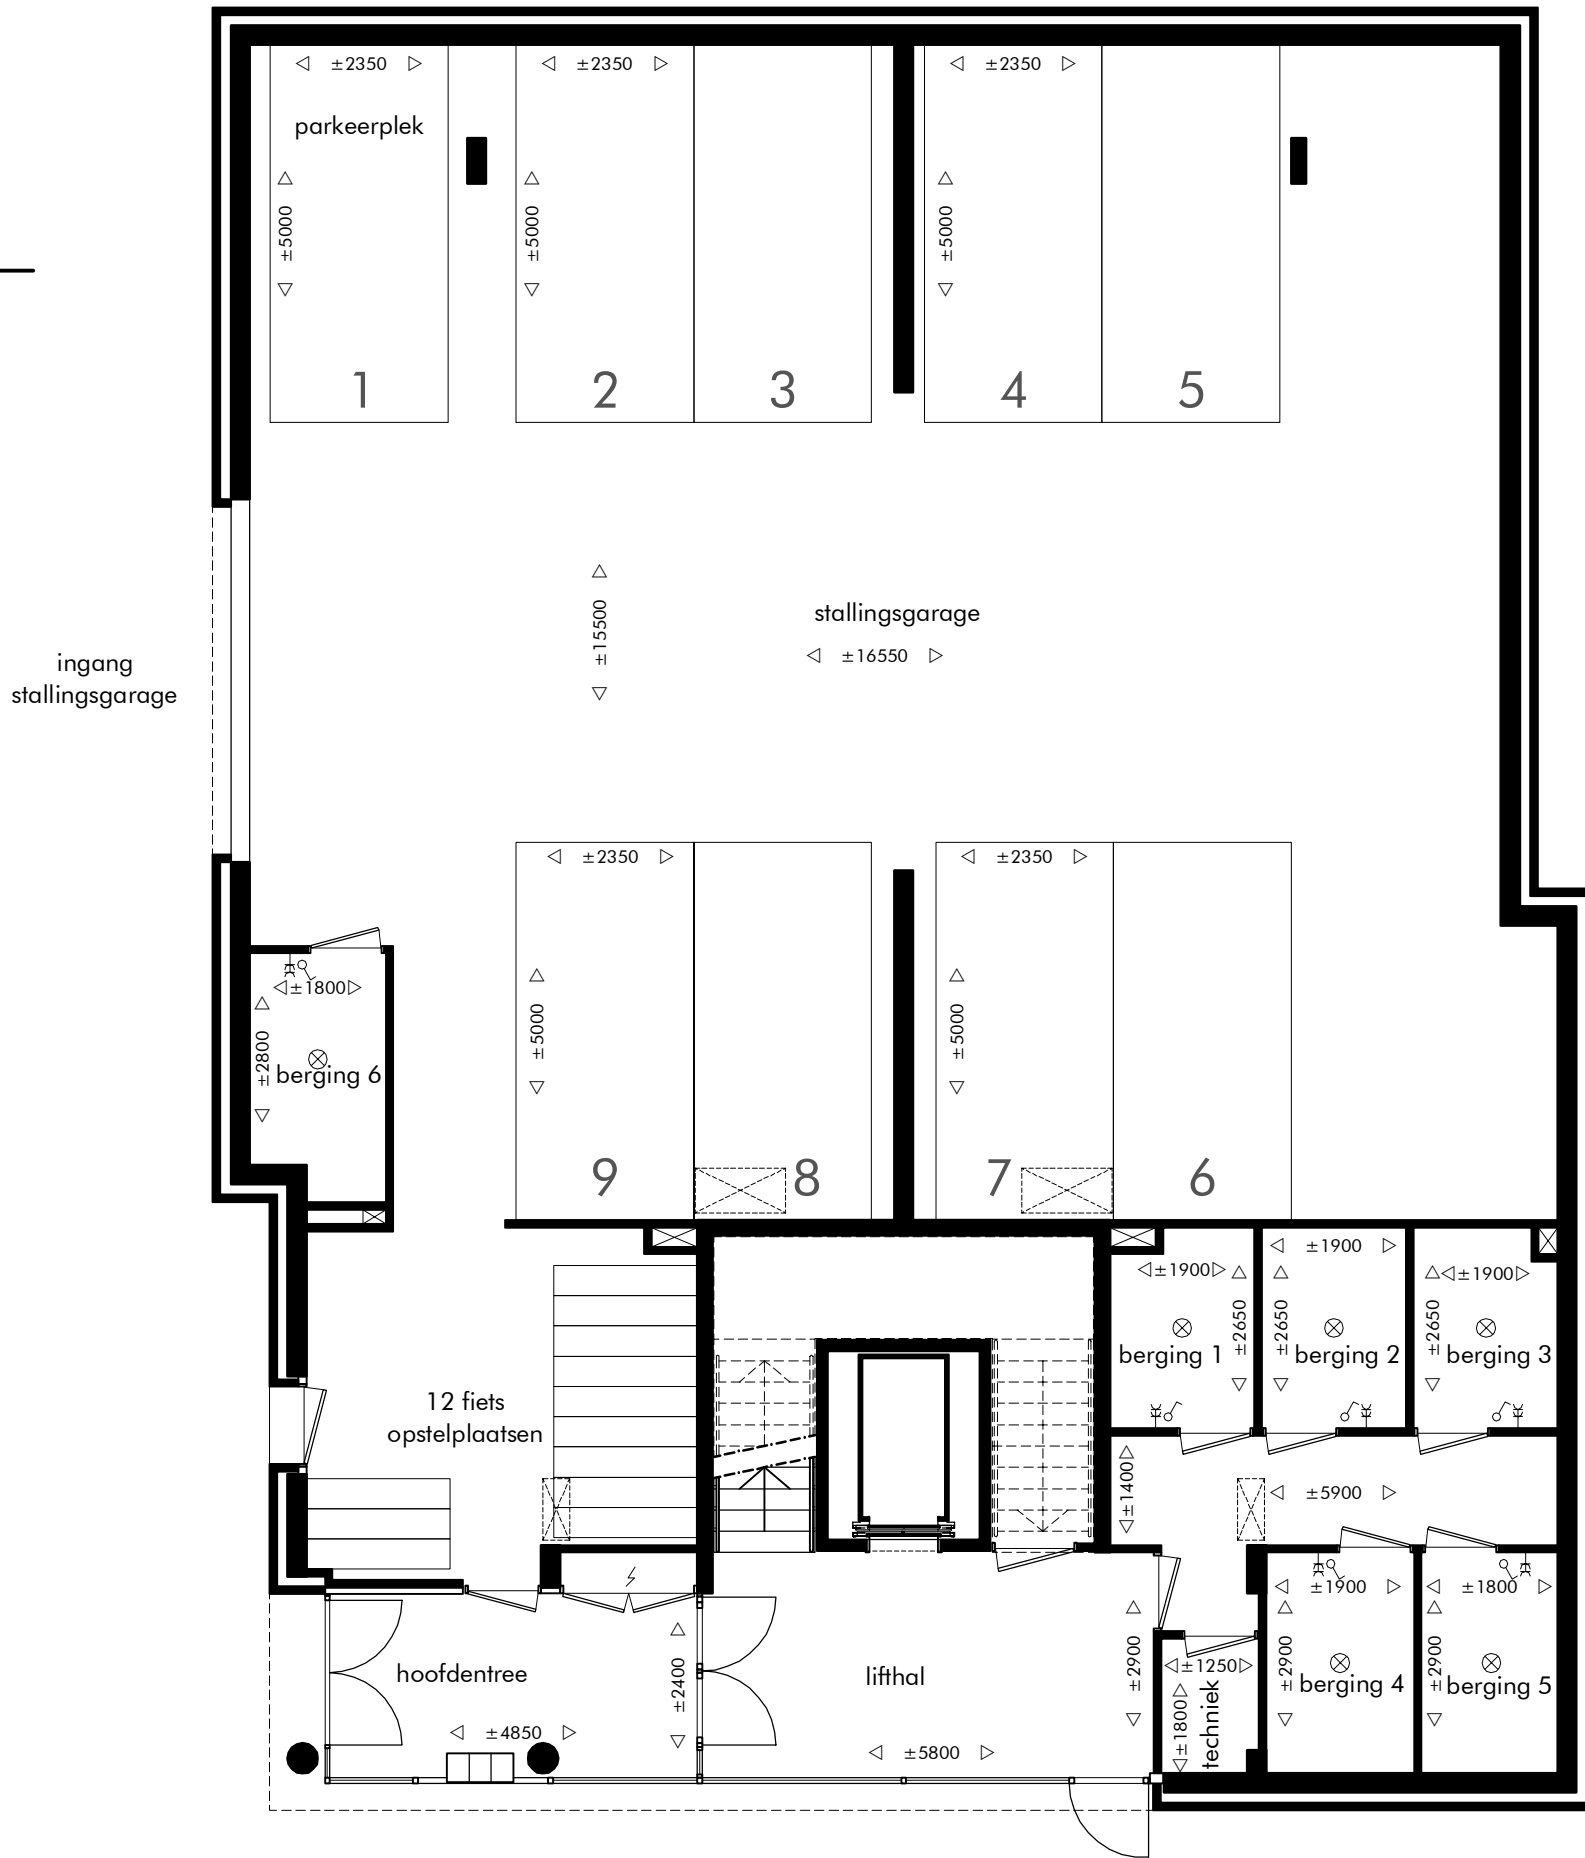 ±2350
±2350
±2350
parkeerplek
±5000
±5000
±5000
1
2
3
4
5
±15500
stallingsgarage
±16550
ingang
stallingsgarage
±2350
±2350
±1800
±2800
berging 6
±5000
±5000
9
8
7
6
±1900
±1900
±1900
±2650
±2650
±2650
berging 1
berging 2
berging 3
12 fiets
opstelplaatsen
±1400
±5900
±1900
±1800
hoofdentree
±2400
lifthal
±2900
±1250
±1800
techniek
±2900
berging 4
±2900
berging 5
±4850
±5800